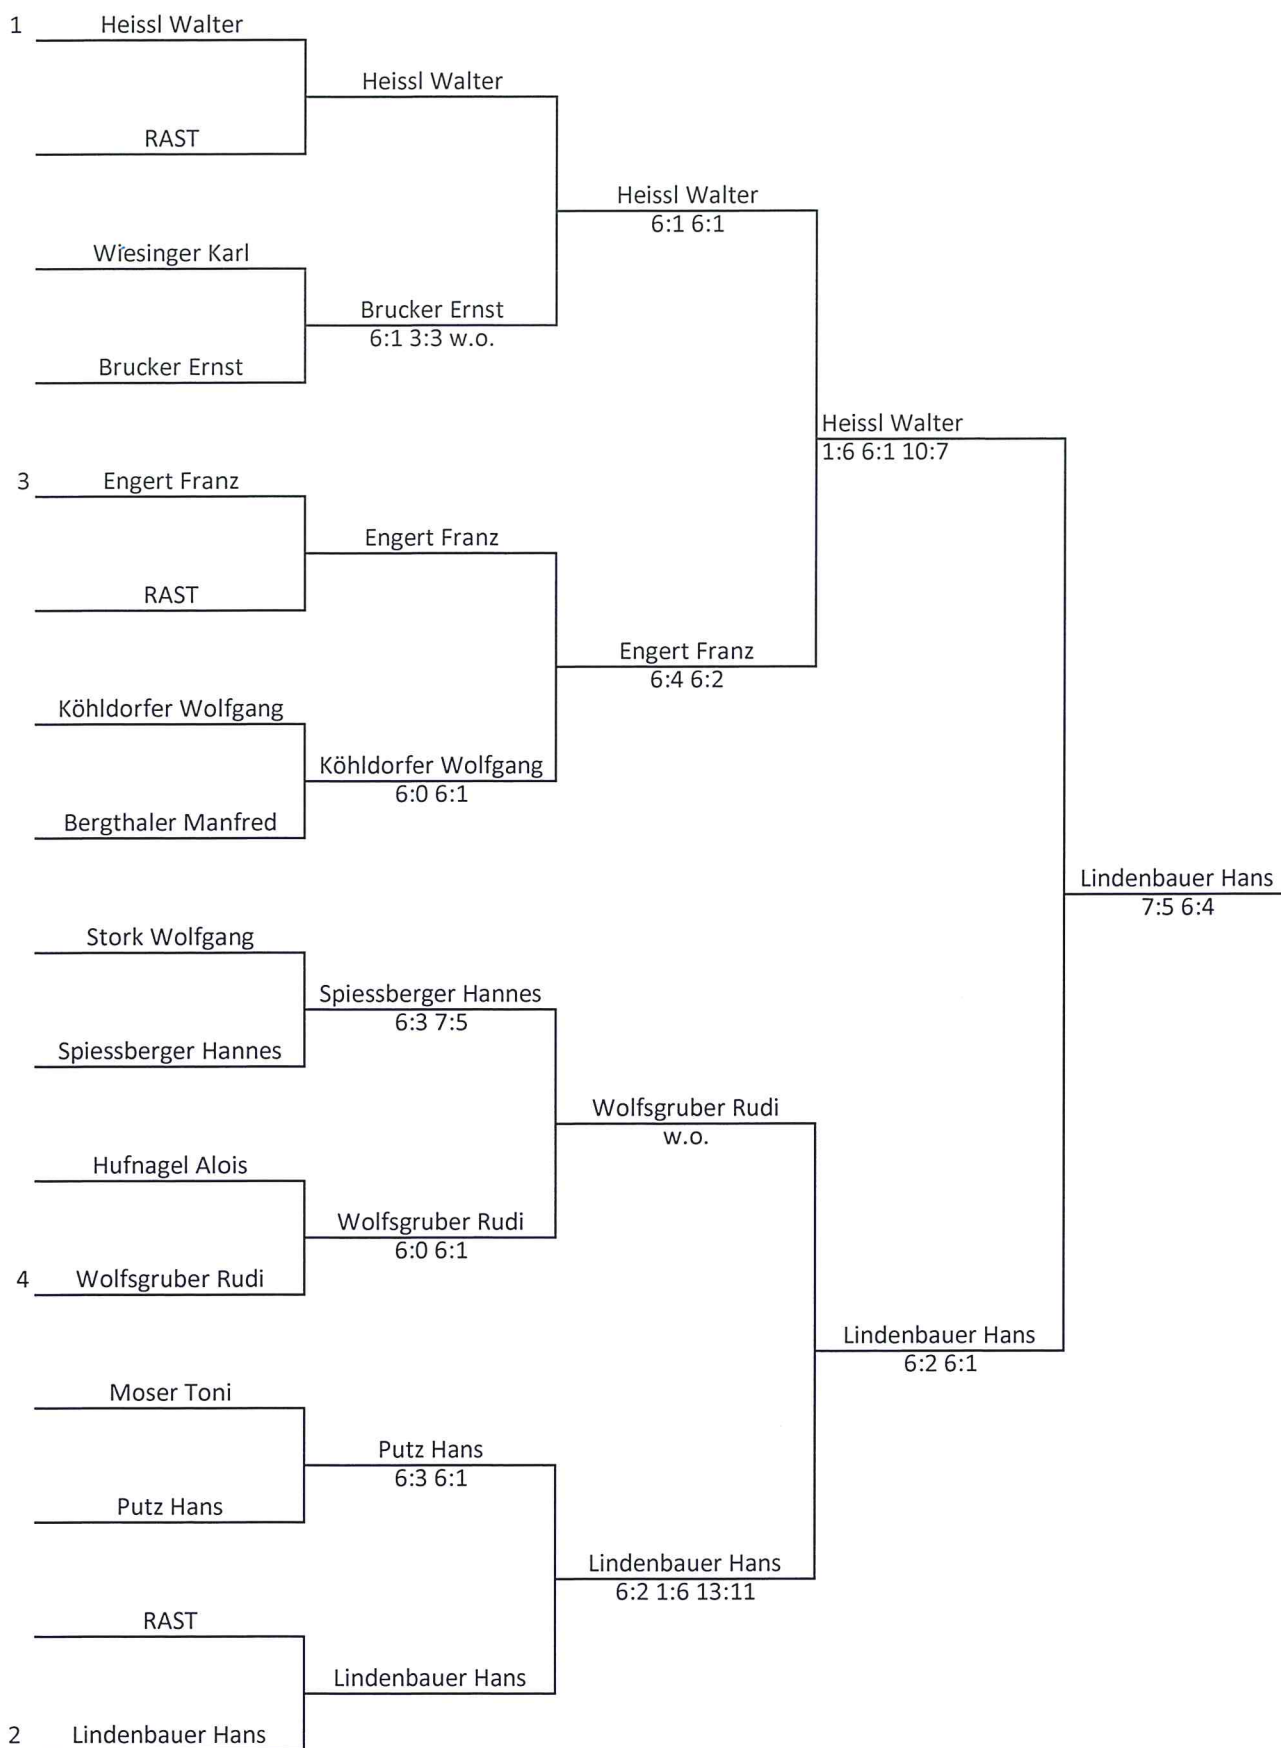 1 Heissl Walter
Heissl Walter
RAST
Heissl Walter
6:1 6:1
Wiesinger Karl
Brucker Ernst
6:1 3:3 w.o.
Brucker Ernst
Heissl Walter
1:6 6:1 10:7
3 Engert Franz
Engert Franz
RAST
Engert Franz
6:4 6:2
Köhldorfer Wolfgang
Köhldorfer Wolfgang
6:0 6:1
Bergthaler Manfred
Lindenbauer Hans
7:5 6:4
Stork Wolfgang
Spiessberger Hannes
6:3 7:5
Spiessberger Hannes
Wolfsgruber Rudi
w.o.
Hufnagel Alois
Wolfsgruber Rudi
6:0 6:1
4 Wolfsgruber Rudi
Lindenbauer Hans
6:2 6:1
Moser Toni
Putz Hans
6:3 6:1
Putz Hans
Lindenbauer Hans
6:2 1:6 13:11
RAST
Lindenbauer Hans
2 Lindenbauer Hans